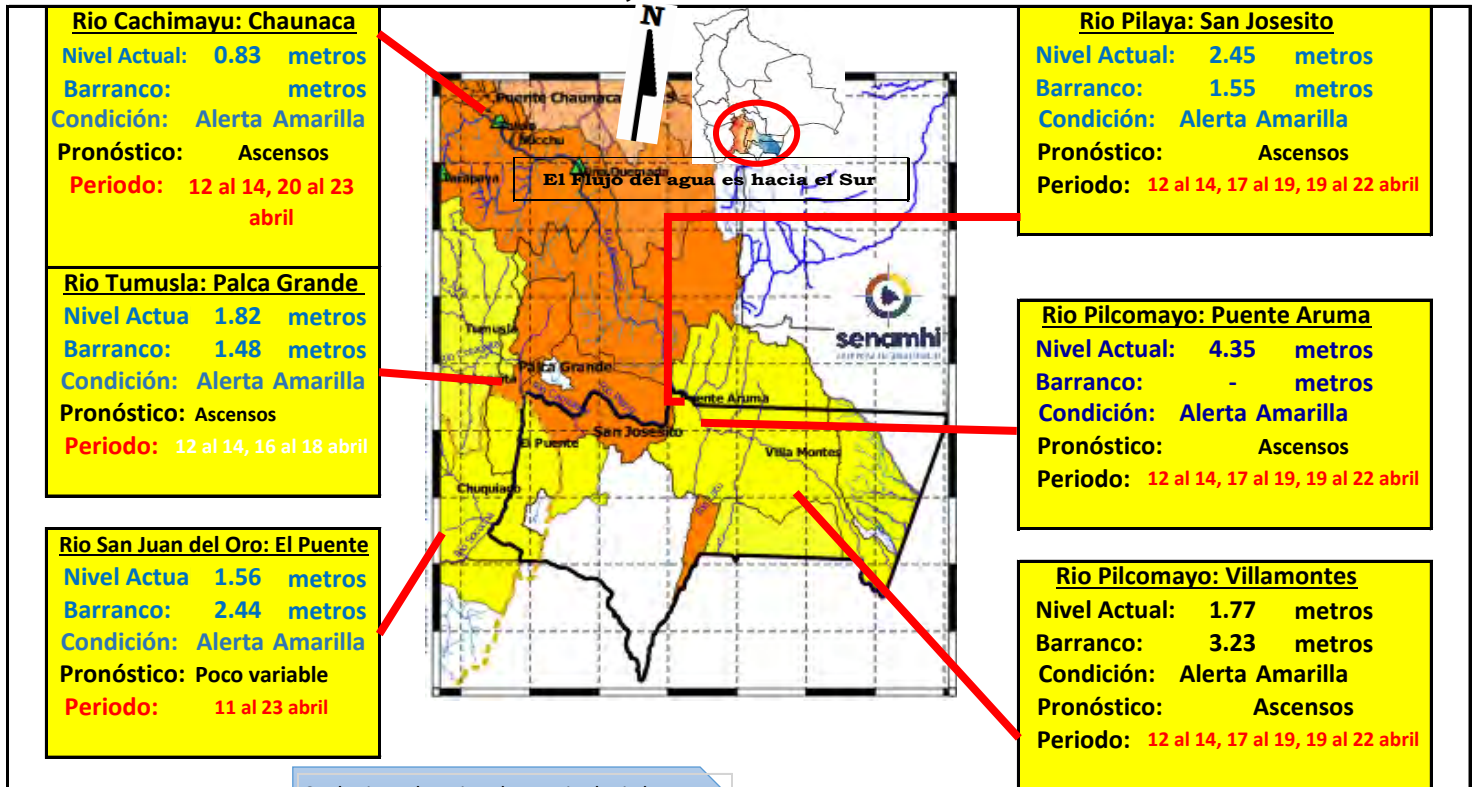 Rio Cachimayu: Chaunaca
Nivel Actual: 0.83 metros
Barranco: metros
Condición: Alerta Amarilla
Pronóstico: Ascensos
Periodo: 12 al 14, 20 al 23
abril
Rio Tumusla: Palca Grande
Nivel Actua 1.82 metros
Barranco: 1.48 metros
Condición: Alerta Amarilla
Pronóstico: Ascensos
Periodo: 12 al 14, 16 al 18 abril
Rio San Juan del Oro: El Puente
Nivel Actua 1.56 metros
Barranco: 2.44 metros
Condición: Alerta Amarilla
Pronóstico: Poco variable
Periodo: 11 al 23 abril
N
Puente Chaunaca
Tarapaya
El Flujo del agua es hacia el Sur
senamhi
Tumusla
Palca Grande
Puente Aruma
San Josesito
El Puente
Villa Montes
Chuquiago
Rio Pilaya: San Josesito
Nivel Actual: 2.45 metros
Barranco: 1.55 metros
Condición: Alerta Amarilla
Pronóstico: Ascensos
Periodo: 12 al 14, 17 al 19, 19 al 22 abril
Rio Pilcomayo: Puente Aruma
Nivel Actual: 4.35 metros
Barranco: - metros
Condición: Alerta Amarilla
Pronóstico: Ascensos
Periodo: 12 al 14, 17 al 19, 19 al 22 abril
Rio Pilcomayo: Villamontes
Nivel Actual: 1.77 metros
Barranco: 3.23 metros
Condición: Alerta Amarilla
Pronóstico: Ascensos
Periodo: 12 al 14, 17 al 19, 19 al 22 abril